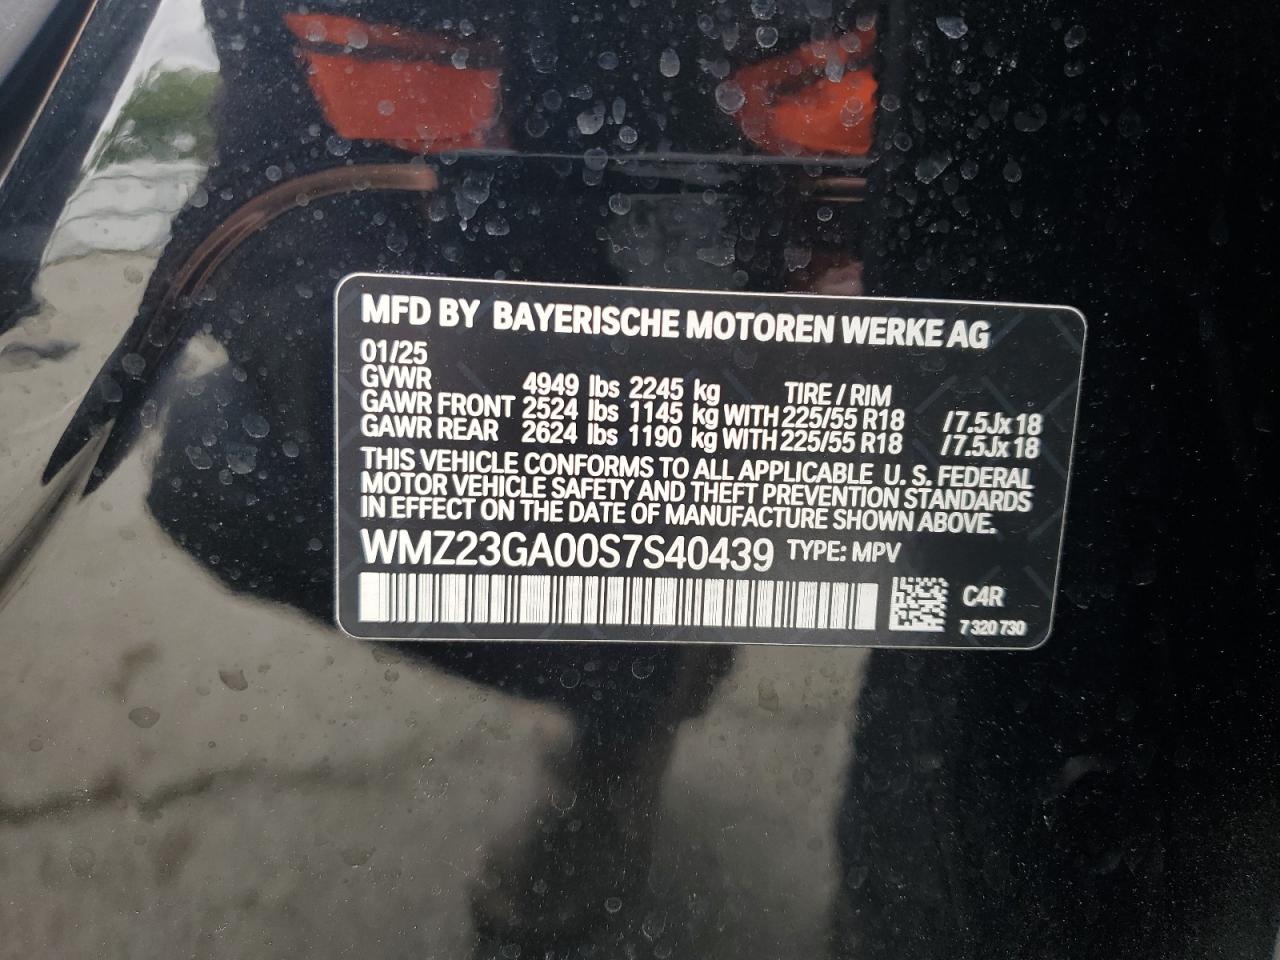 MFD BY BAYERISCHE MOTOREN WERKE AG
01/25
GVWR 4949 lbs 2245 kg TIRE / RIM
GAWR FRONT 2524 lbs 1145 kg WITH 225/55 R18 /7.5Jx18
GAWR REAR 2624 lbs 1190 kg WITH 225/55 R18 /7.5Jx18
THIS VEHICLE CONFORMS TO ALL APPLICABLE U. S. FEDERAL
MOTOR VEHICLE SAFETY AND THEFT PREVENTION STANDARDS
IN EFFECT ON THE DATE OF MANUFACTURE SHOWN ABOVE.
WMZ23GA00S7S40439 TYPE: MPV
C4R
7 320 730